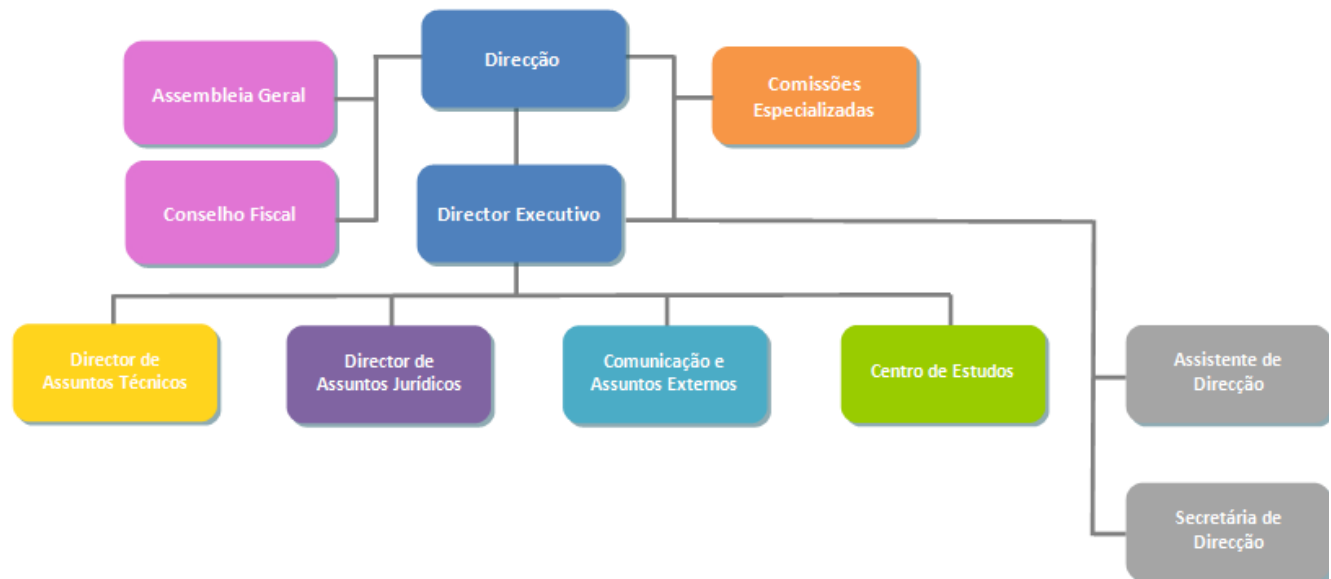 Direcção
Assembleia Geral
Comissões
Especializadas
Conselho Fiscal
Director Executivo
Director de
Assuntos Técnicos
Director de
Assuntos Jurídicos
Comunicação e
Assuntos Externos
Centro de Estudos
Assistente de
Direcção
Secretária de
Direcção